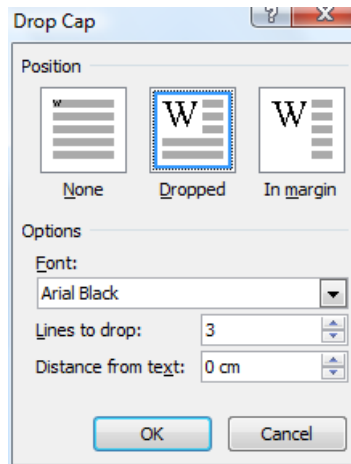 Drop Cap
? X
Position
W W W
None Dropped In margin
Options
Font:
Arial Black
Lines to drop: 3
Distance from text: 0 cm
OK Cancel